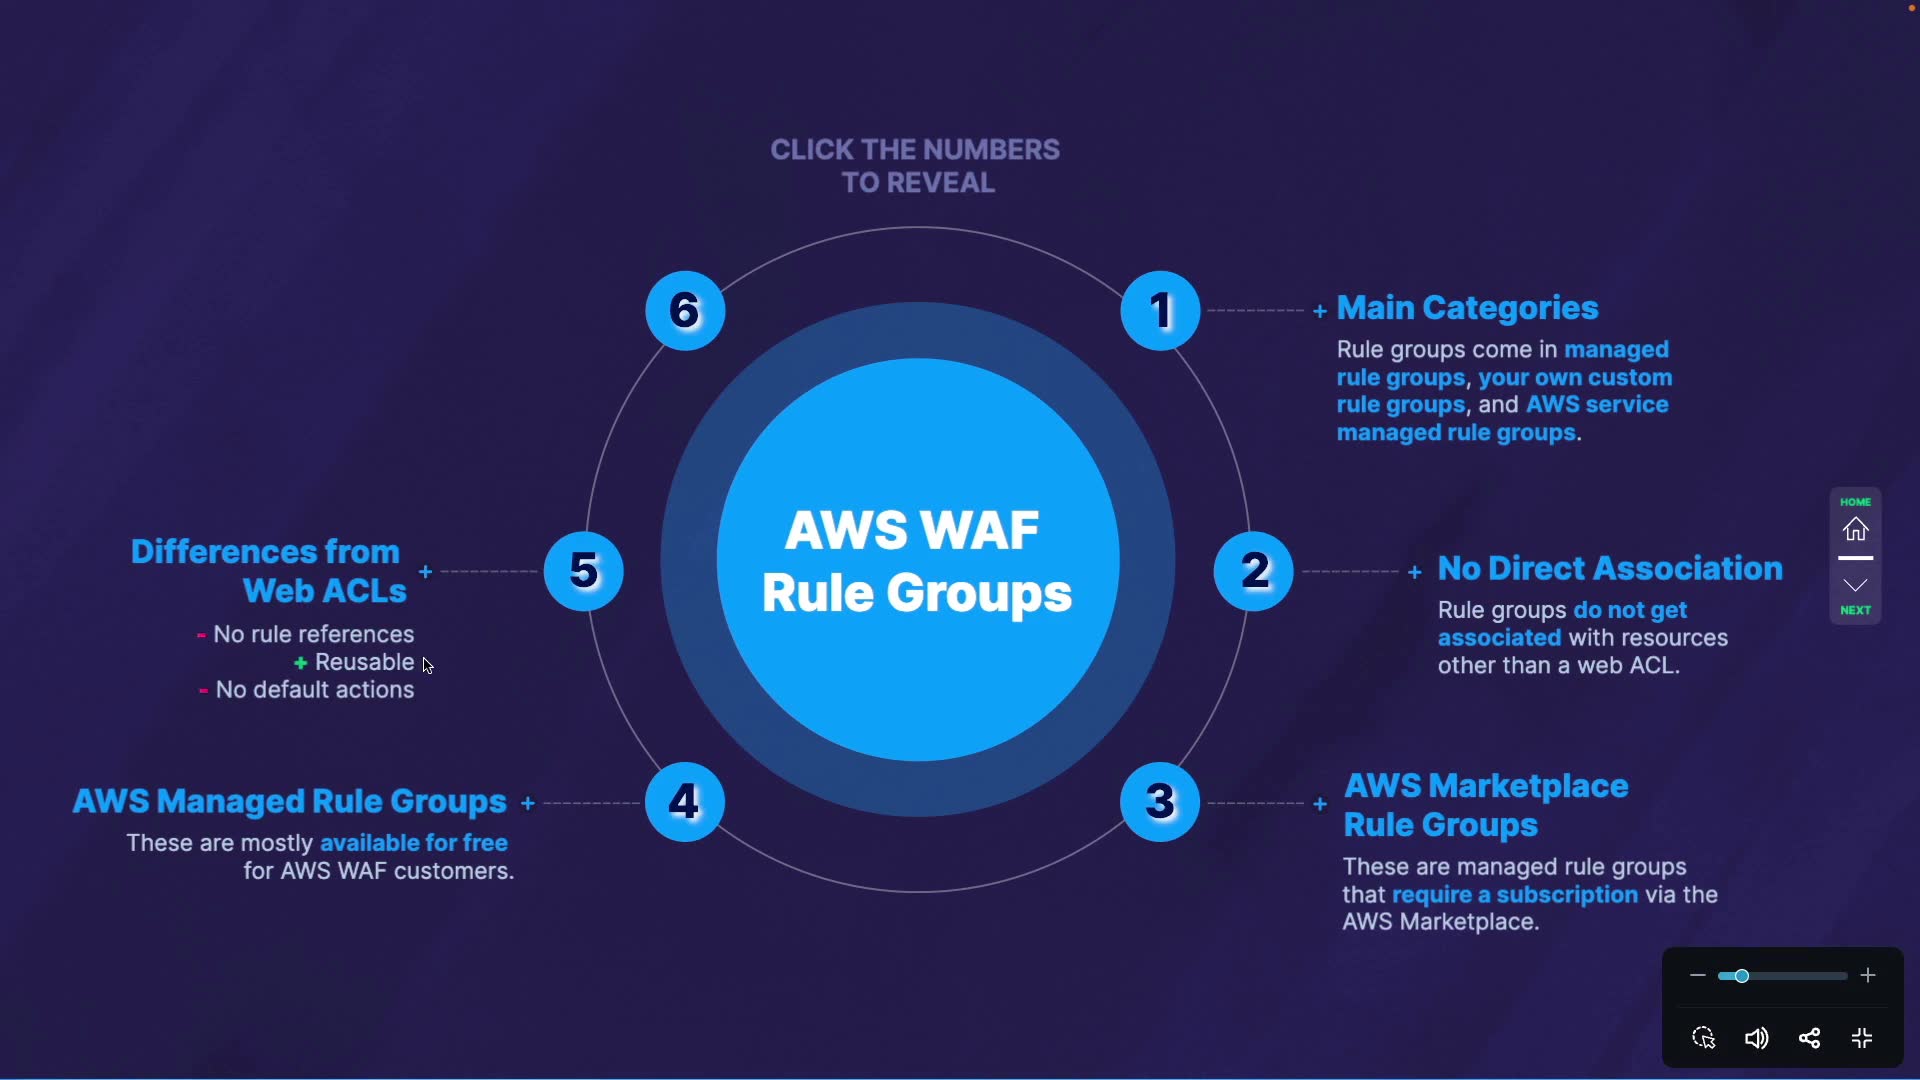 CLICK THE NUMBERS
TO REVEAL
AWS WAF
Rule Groups
1
+ Main Categories
Rule groups come in managed
rule groups, your own custom
rule groups, and AWS service
managed rule groups.
2
+ No Direct Association
Rule groups do not get
associated with resources
other than a web ACL.
3
+ AWS Marketplace
Rule Groups
These are managed rule groups
that require a subscription via the
AWS Marketplace.
4
AWS Managed Rule Groups +
These are mostly available for free
for AWS WAF customers.
5
Differences from
Web ACLs +
- No rule references
+ Reusable
- No default actions
6
HOME
NEXT